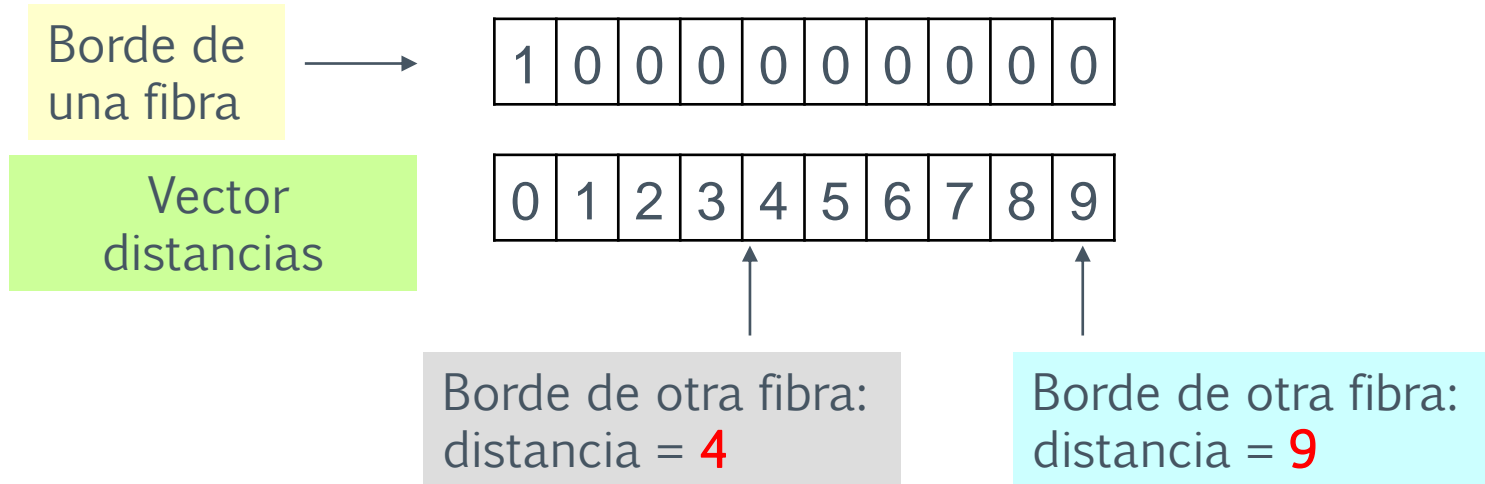 Borde de
una fibra
1 0 0 0 0 0 0 0 0 0
Vector
distancias
0 1 2 3 4 5 6 7 8 9
Borde de otra fibra:
distancia = 4
Borde de otra fibra:
distancia = 9